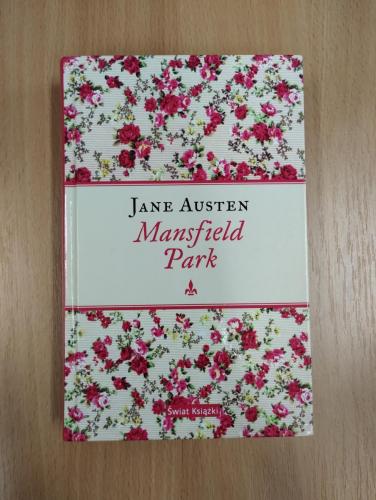 JANE AUSTEN
Mansfield
Park
Świat Książki